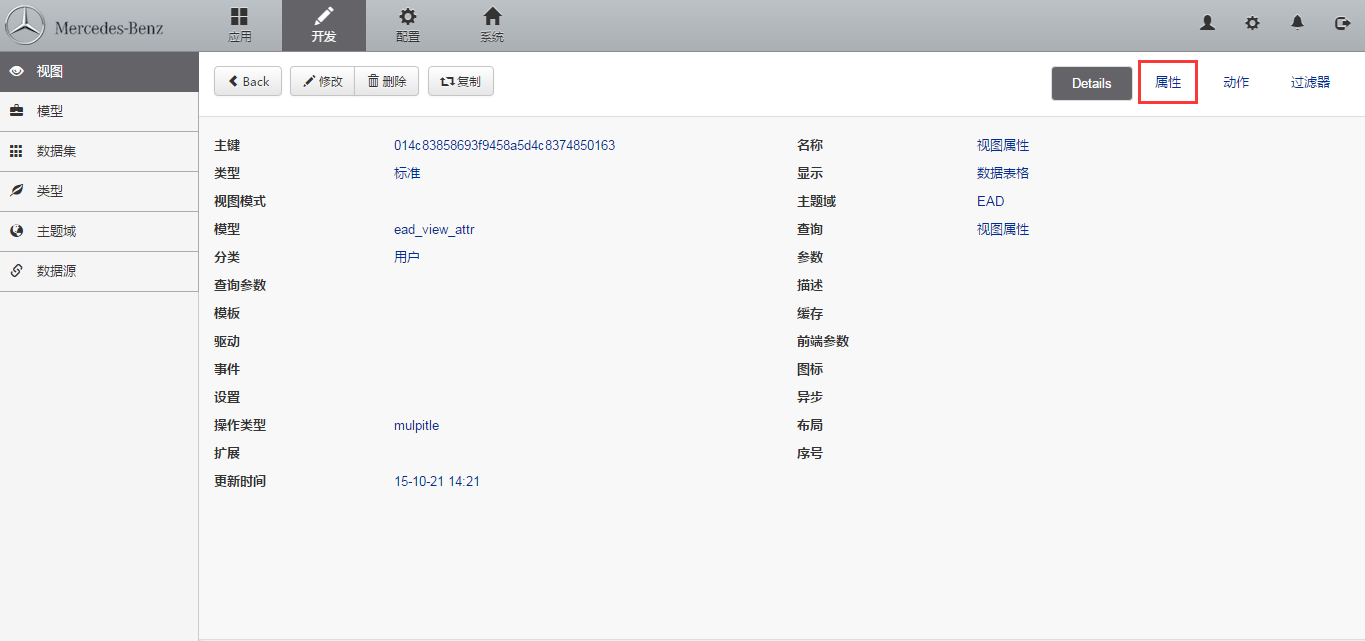 Mercedes-Benz
应用
开发
配置
系统
视图
模型
数据集
类型
主题域
数据源
Back
修改
删除
复制
Details
属性
动作
过滤器
主键 014c83858693f9458a5d4c8374850163 名称 视图属性
类型 标准 显示 数据表格
视图模式 主题域 EAD
模型 ead_view_attr 查询 视图属性
分类 用户 参数
查询参数 描述
模板 缓存
驱动 前端参数
事件 图标
设置 异步
操作类型 mulpitle 布局
扩展 序号
更新时间 15-10-21 14:21